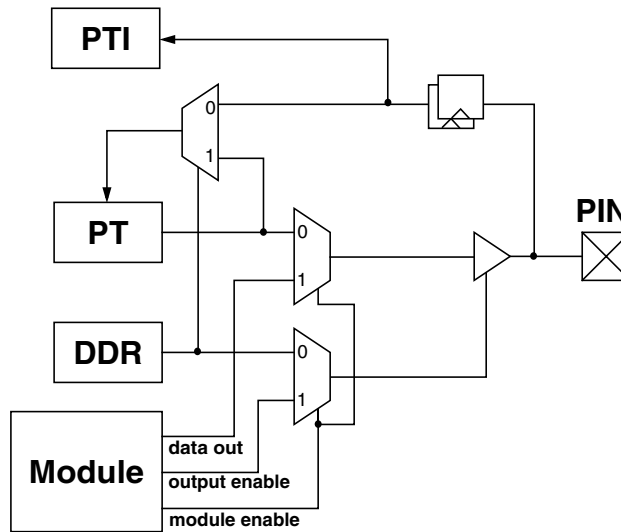 PTI
0
1
PT
PIN
0
1
DDR
0
1
Module
data out
output enable
module enable